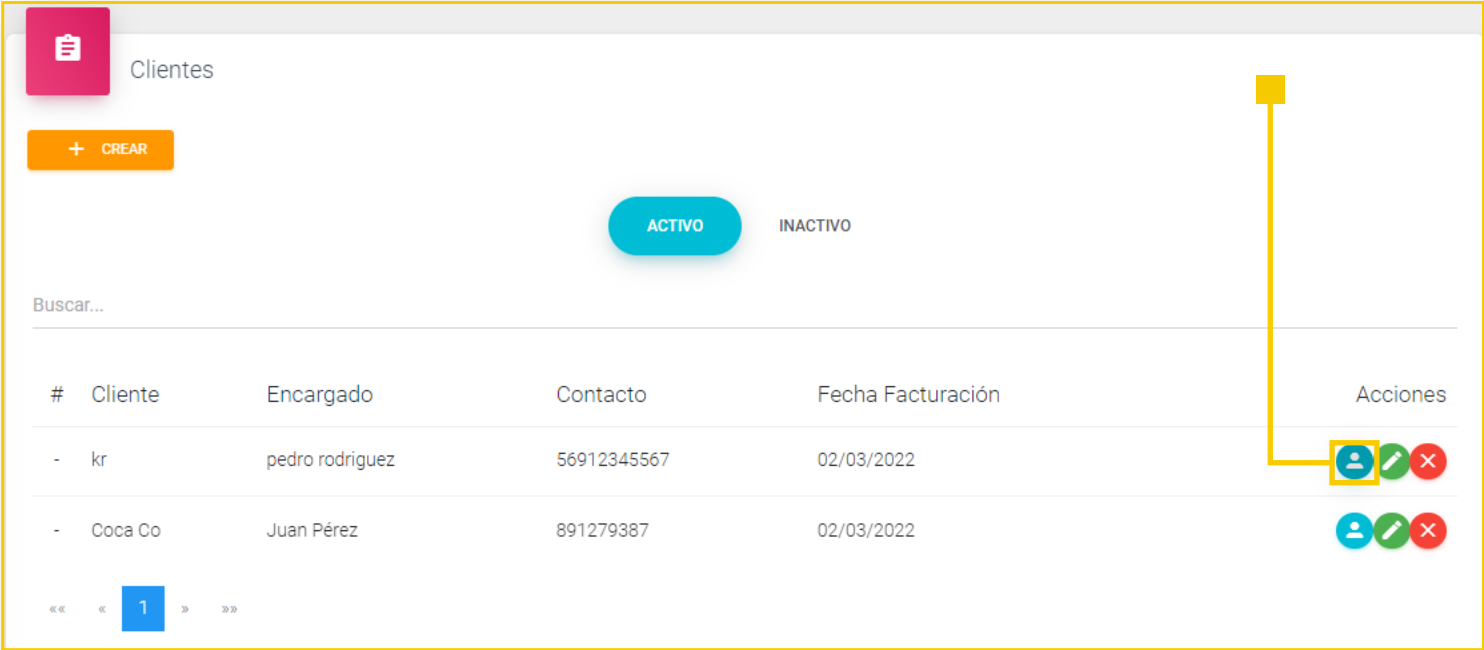 Clientes
+ CREAR
ACTIVO INACTIVO
Buscar...
# Cliente Encargado Contacto Fecha Facturación Acciones
- kr pedro rodriguez 56912345567 02/03/2022
- Coca Co Juan Pérez 891279387 02/03/2022
«« « 1 » »»